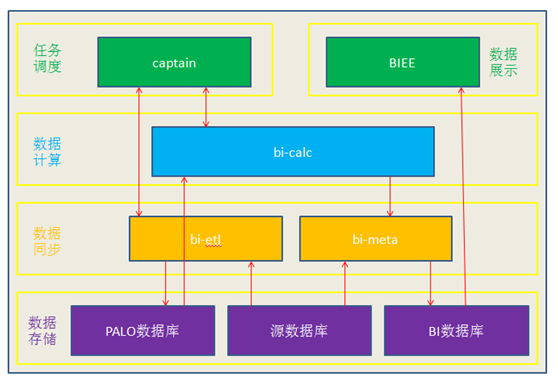 任务
调度
captain
BIEE
数据
展示
数据
计算
bi-calc
数据
同步
bi-etl
bi-meta
数据
存储
PALO数据库
源数据库
BI数据库